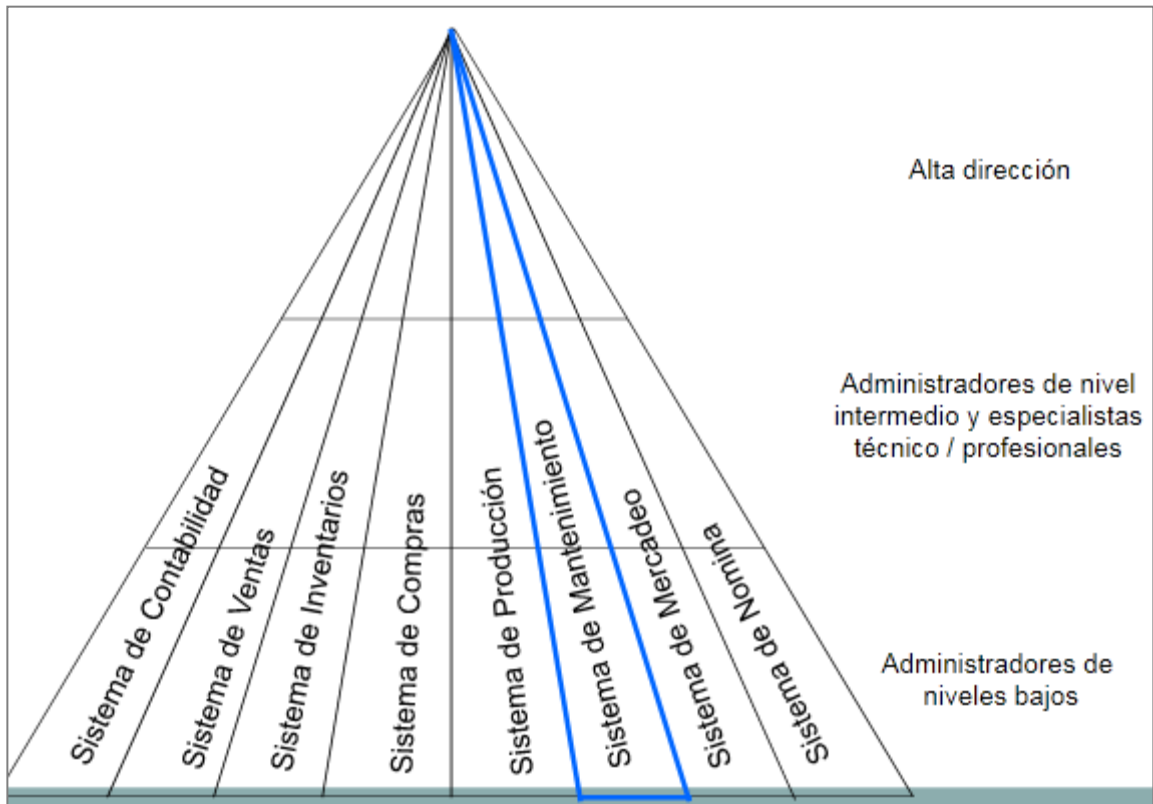 Alta dirección
Administradores de nivel
intermedio y especialistas
técnico / profesionales
Administradores de
niveles bajos
Sistema de Contabilidad
Sistema de Ventas
Sistema de Inventarios
Sistema de Compras
Sistema de Producción
Sistema de Mantenimiento
Sistema de Mercadeo
Sistema de Nomina